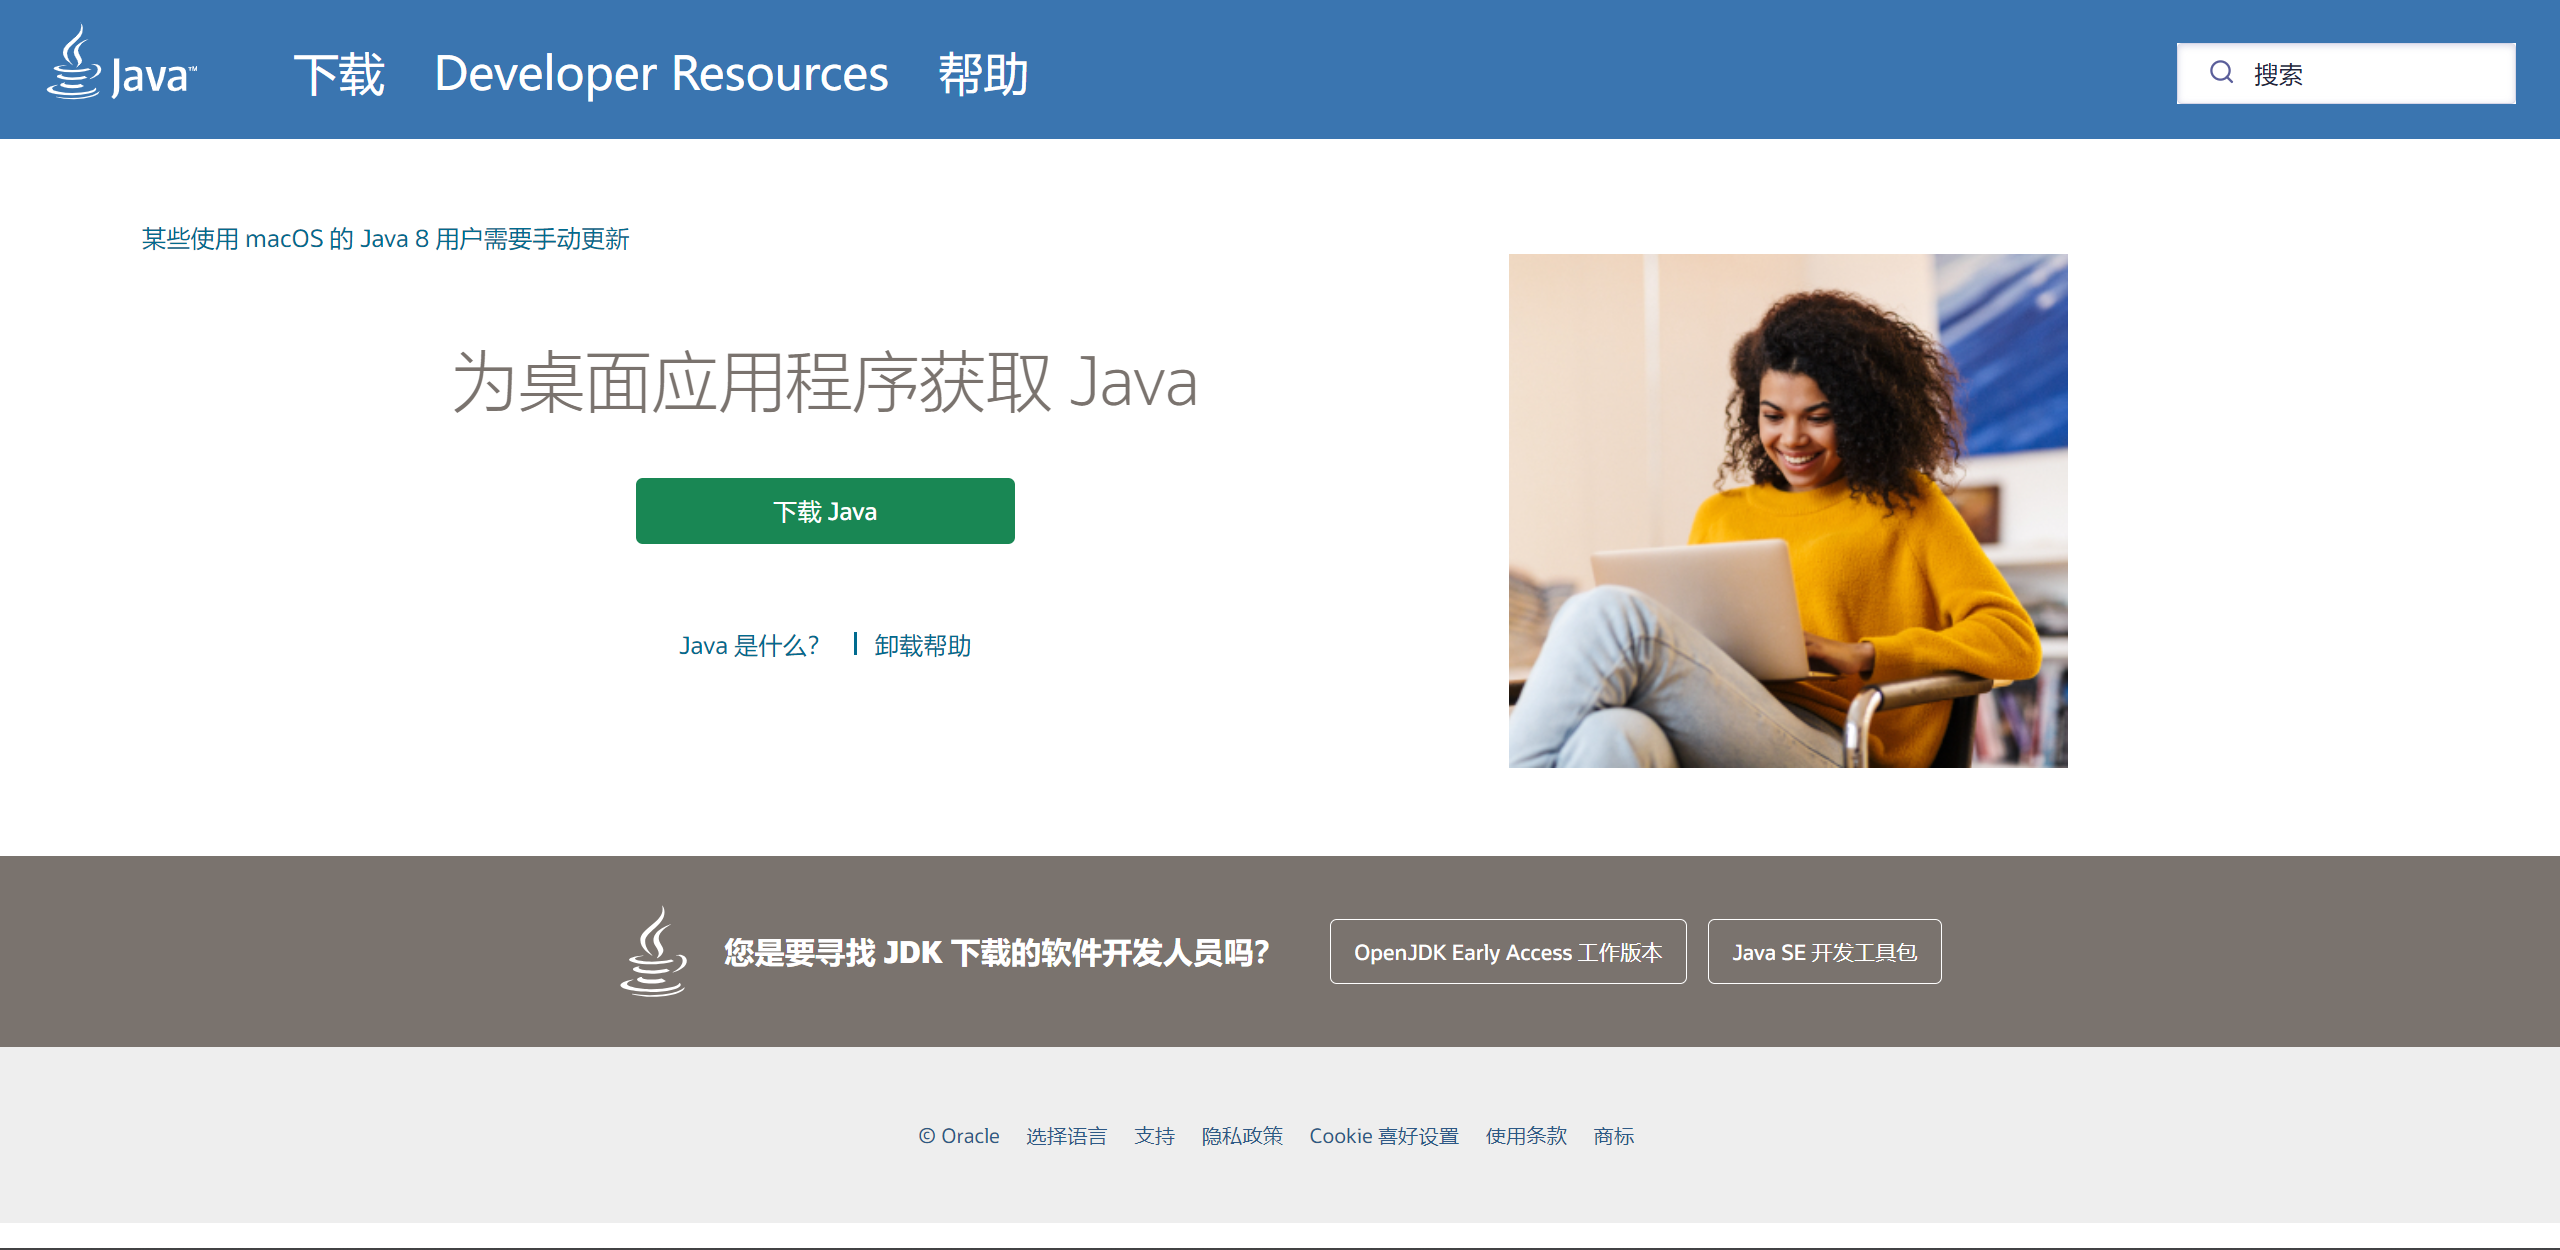 Java™
下载 Developer Resources 帮助
搜索
某些使用 macOS 的 Java 8 用户需要手动更新
为桌面应用程序获取 Java
下载 Java
Java 是什么？ | 卸载帮助
您是要寻找 JDK 下载的软件开发人员吗？
OpenJDK Early Access 工作版本
Java SE 开发工具包
© Oracle 选择语言 支持 隐私政策 Cookie 喜好设置 使用条款 商标